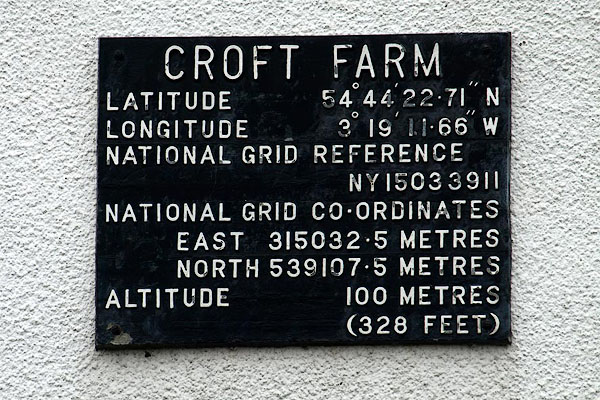 CROFT FARM
LATITUDE 54° 44' 22·71" N
LONGITUDE 3° 19' 11·66" W
NATIONAL GRID REFERENCE
NY15033911
NATIONAL GRID CO·ORDINATES
EAST 315032·5 METRES
NORTH 539107·5 METRES
ALTITUDE 100 METRES
(328 FEET)